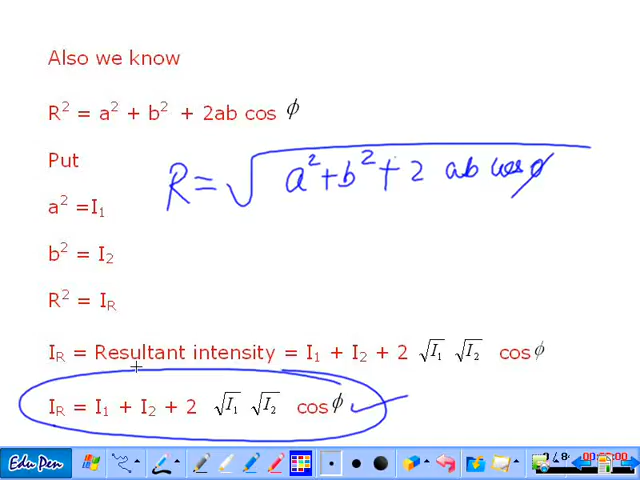 Also we know
R² = a² + b² + 2ab cos ϕ
Put
R = √(a² + b² + 2 ab cos ϕ)
a² =I₁
b² = I₂
R² = I_R
I_R = Resultant intensity = I₁ + I₂ + 2 √I₁ √I₂ cos ϕ
I_R = I₁ + I₂ + 2 √I₁ √I₂ cos ϕ
Edu Pen